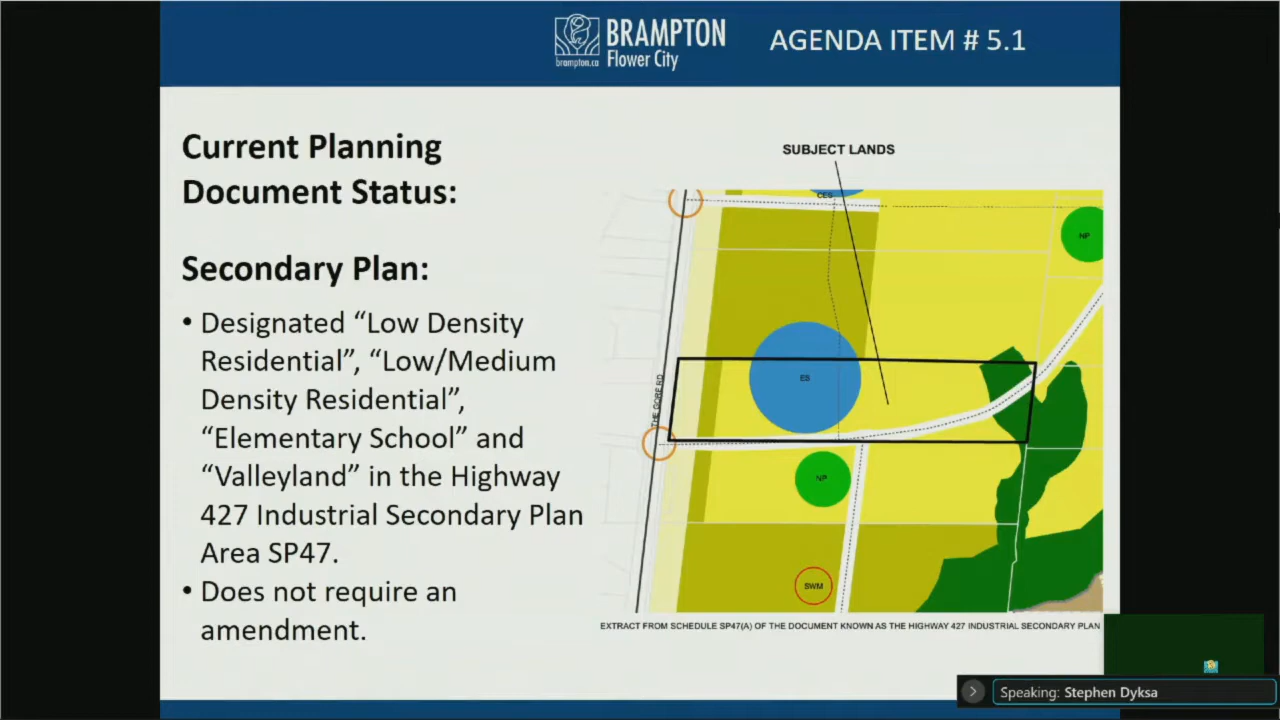 BRAMPTON
brampton.ca
Flower City
AGENDA ITEM # 5.1
Current Planning
Document Status:
Secondary Plan:
• Designated “Low Density
Residential”, “Low/Medium
Density Residential”,
“Elementary School” and
“Valleyland” in the Highway
427 Industrial Secondary Plan
Area SP47.
• Does not require an
amendment.
SUBJECT LANDS
CES
NP
ES
THE GORE RD
NP
SWM
EXTRACT FROM SCHEDULE SP47(A) OF THE DOCUMENT KNOWN AS THE HIGHWAY 427 INDUSTRIAL SECONDARY PLAN
Speaking: Stephen Dyksa